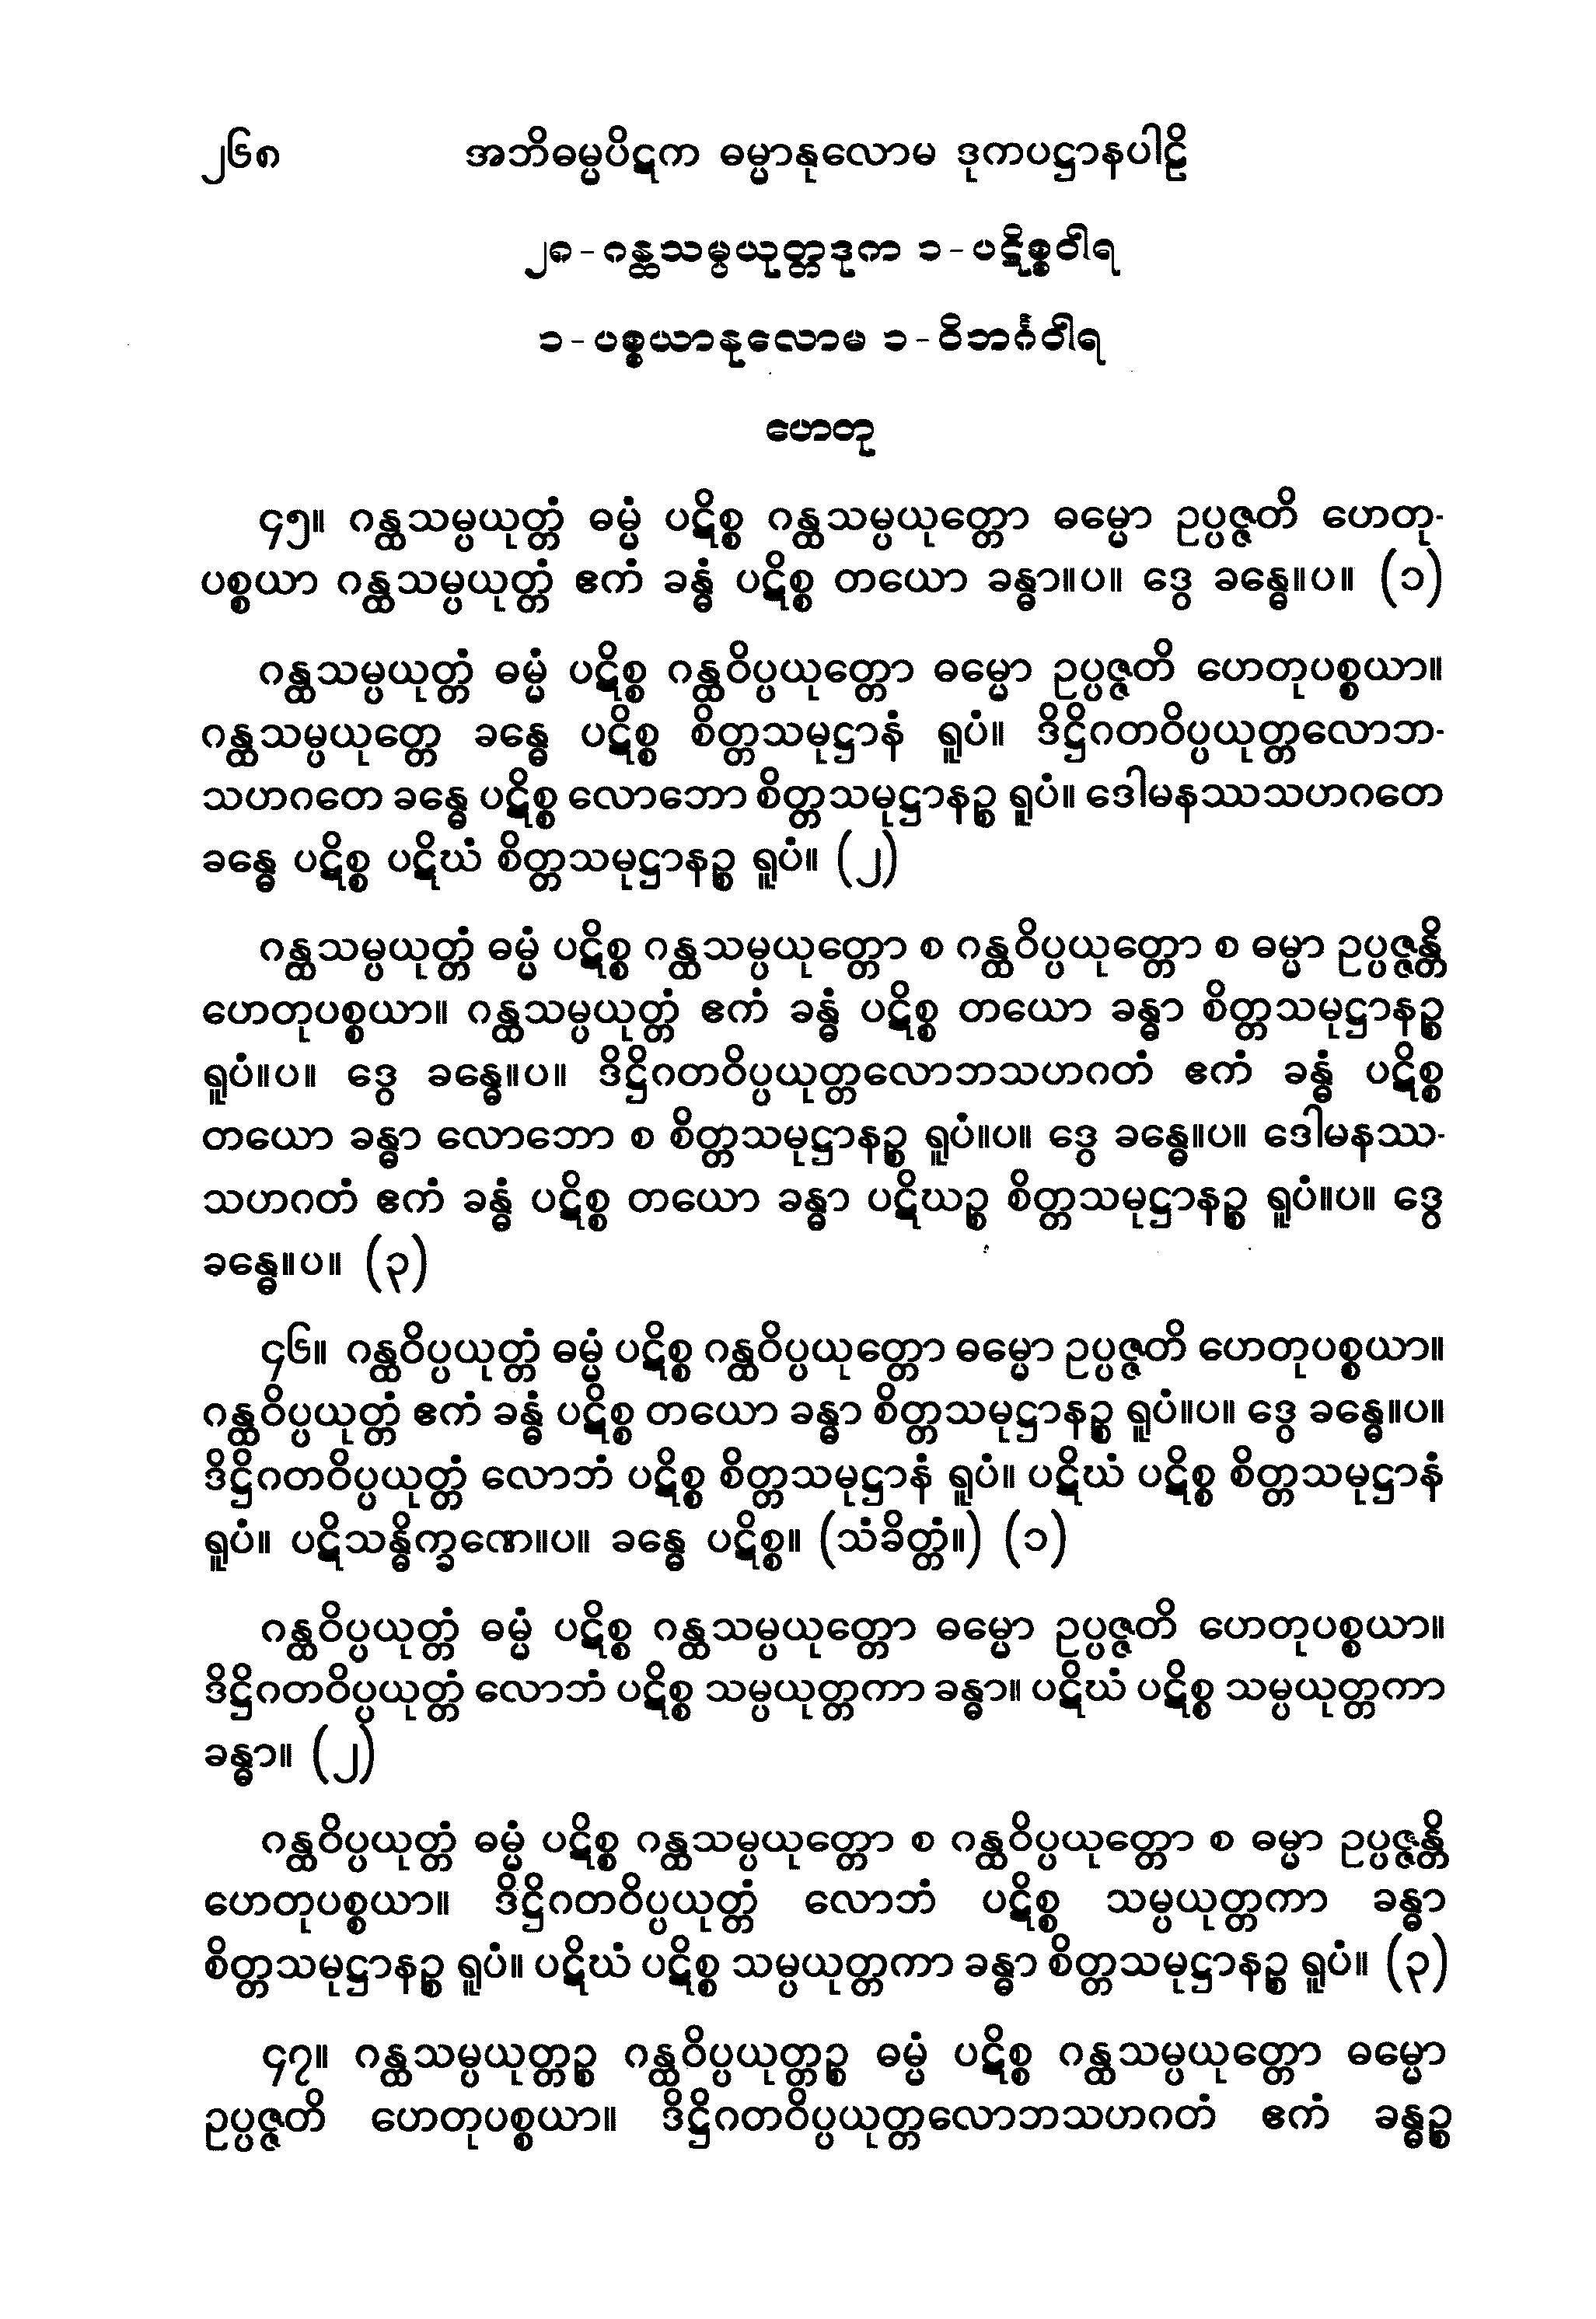 ၂၆၈ အဘိဓမ္မပိဋက ဓမ္မာနုလောမ ဒုကပဋ္ဌာနပါဠိ
၂၈-ဂန္ထသမ္ပယုတ္တဒုက ၁-ပဋိစ္စဝါရ
၁-ပစ္စယာနုလောမ ၁-ဝိဘင်္ဂဝါရ
ဟေတု
၄၅။ ဂန္ထသမ္ပယုတ္တံ ဓမ္မံ ပဋိစ္စ ဂန္ထသမ္ပယုတ္တော ဓမ္မော ဥပ္ပဇ္ဇတိ ဟေတု-
ပစ္စယာ ဂန္ထသမ္ပယုတ္တံ ဧကံ ခန္ဓံ ပဋိစ္စ တယော ခန္ဓာ။ပ။ ဒွေ ခန္ဓေ။ပ။ (၁)
ဂန္ထသမ္ပယုတ္တံ ဓမ္မံ ပဋိစ္စ ဂန္ထဝိပ္ပယုတ္တော ဓမ္မော ဥပ္ပဇ္ဇတိ ဟေတုပစ္စယာ။
ဂန္ထသမ္ပယုတ္တေ ခန္ဓေ ပဋိစ္စ စိတ္တသမုဋ္ဌာနံ ရူပံ။ ဒိဋ္ဌိဂတဝိပ္ပယုတ္တလောဘ-
သဟဂတေ ခန္ဓေ ပဋိစ္စ လောဘော စိတ္တသမုဋ္ဌာနဉ္စ ရူပံ။ ဒေါမနဿသဟဂတေ
ခန္ဓေ ပဋိစ္စ ပဋိဃံ စိတ္တသမုဋ္ဌာနဉ္စ ရူပံ။ (၂)
ဂန္ထသမ္ပယုတ္တံ ဓမ္မံ ပဋိစ္စ ဂန္ထသမ္ပယုတ္တော စ ဂန္ထဝိပ္ပယုတ္တော စ ဓမ္မာ ဥပ္ပဇ္ဇန္တိ
ဟေတုပစ္စယာ။ ဂန္ထသမ္ပယုတ္တံ ဧကံ ခန္ဓံ ပဋိစ္စ တယော ခန္ဓာ စိတ္တသမုဋ္ဌာနဉ္စ
ရူပံ။ပ။ ဒွေ ခန္ဓေ။ပ။ ဒိဋ္ဌိဂတဝိပ္ပယုတ္တလောဘသဟဂတံ ဧကံ ခန္ဓံ ပဋိစ္စ
တယော ခန္ဓာ လောဘော စ စိတ္တသမုဋ္ဌာနဉ္စ ရူပံ။ပ။ ဒွေ ခန္ဓေ။ပ။ ဒေါမနဿ-
သဟဂတံ ဧကံ ခန္ဓံ ပဋိစ္စ တယော ခန္ဓာ ပဋိဃဉ္စ စိတ္တသမုဋ္ဌာနဉ္စ ရူပံ။ပ။ ဒွေ
ခန္ဓေ။ပ။ (၃)
၄၆။ ဂန္ထဝိပ္ပယုတ္တံ ဓမ္မံ ပဋိစ္စ ဂန္ထဝိပ္ပယုတ္တော ဓမ္မော ဥပ္ပဇ္ဇတိ ဟေတုပစ္စယာ။
ဂန္ထဝိပ္ပယုတ္တံ ဧကံ ခန္ဓံ ပဋိစ္စ တယော ခန္ဓာ စိတ္တသမုဋ္ဌာနဉ္စ ရူပံ။ပ။ ဒွေ ခန္ဓေ။ပ။
ဒိဋ္ဌိဂတဝိပ္ပယုတ္တံ လောဘံ ပဋိစ္စ စိတ္တသမုဋ္ဌာနံ ရူပံ။ ပဋိဃံ ပဋိစ္စ စိတ္တသမုဋ္ဌာနံ
ရူပံ။ ပဋိသန္ဓိက္ခဏေ။ပ။ ခန္ဓေ ပဋိစ္စ။ (သံခိတ္တံ။) (၁)
ဂန္ထဝိပ္ပယုတ္တံ ဓမ္မံ ပဋိစ္စ ဂန္ထသမ္ပယုတ္တော ဓမ္မော ဥပ္ပဇ္ဇတိ ဟေတုပစ္စယာ။
ဒိဋ္ဌိဂတဝိပ္ပယုတ္တံ လောဘံ ပဋိစ္စ သမ္ပယုတ္တကာ ခန္ဓာ။ ပဋိဃံ ပဋိစ္စ သမ္ပယုတ္တကာ
ခန္ဓာ။ (၂)
ဂန္ထဝိပ္ပယုတ္တံ ဓမ္မံ ပဋိစ္စ ဂန္ထသမ္ပယုတ္တော စ ဂန္ထဝိပ္ပယုတ္တော စ ဓမ္မာ ဥပ္ပဇ္ဇန္တိ
ဟေတုပစ္စယာ။ ဒိဋ္ဌိဂတဝိပ္ပယုတ္တံ လောဘံ ပဋိစ္စ သမ္ပယုတ္တကာ ခန္ဓာ
စိတ္တသမုဋ္ဌာနဉ္စ ရူပံ။ ပဋိဃံ ပဋိစ္စ သမ္ပယုတ္တကာ ခန္ဓာ စိတ္တသမုဋ္ဌာနဉ္စ ရူပံ။ (၃)
၄၇။ ဂန္ထသမ္ပယုတ္တဉ္စ ဂန္ထဝိပ္ပယုတ္တဉ္စ ဓမ္မံ ပဋိစ္စ ဂန္ထသမ္ပယုတ္တော ဓမ္မော
ဥပ္ပဇ္ဇတိ ဟေတုပစ္စယာ။ ဒိဋ္ဌိဂတဝိပ္ပယုတ္တလောဘသဟဂတံ ဧကံ ခန္ဓဉ္စ